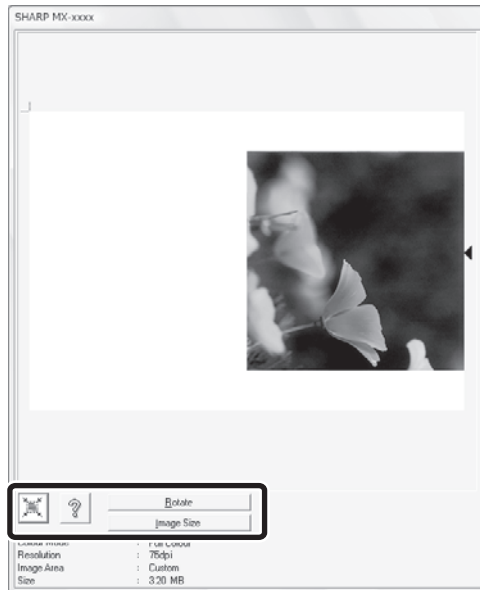 SHARP MX-xxxx
?
Rotate
Image Size
Colour Mode : Full Colour
Resolution : 75dpi
Image Area : Custom
Size : 3.20 MB